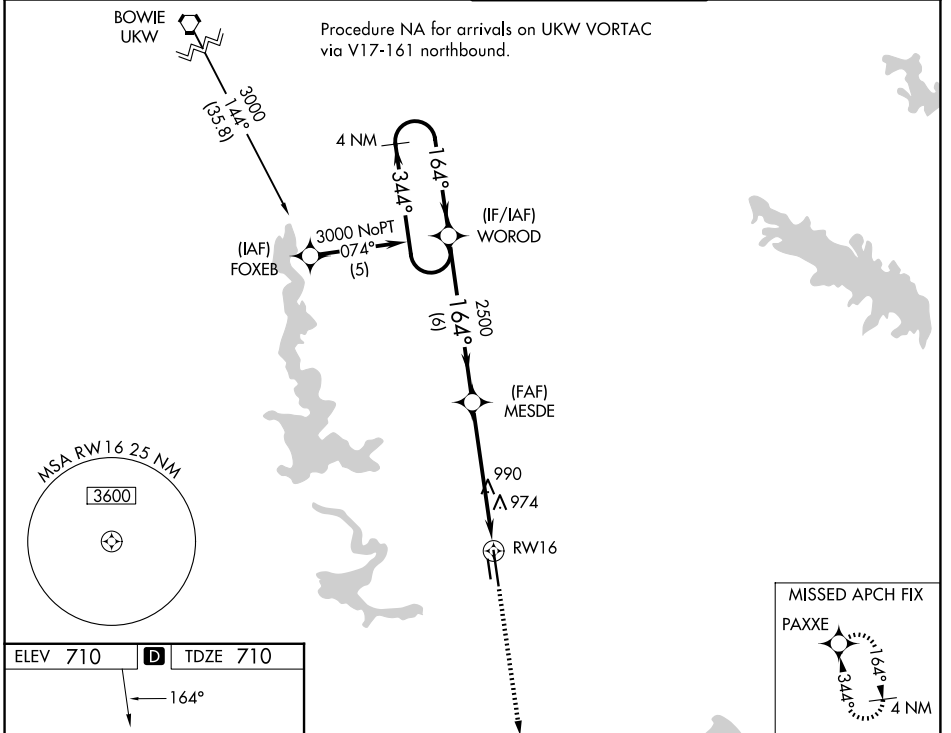 BOWIE
UKW
Procedure NA for arrivals on UKW VORTAC
via V17-161 northbound.
3000
144°
(35.8)
4 NM
164°
344°
(IF/IAF)
WOROD
(IAF)
FOXEB
3000 NoPT
074°
(5)
2500
164°
(6)
(FAF)
MESDE
MSA RW16 25 NM
3600
990
974
RW16
MISSED APCH FIX
PAXXE
164°
344°
4 NM
ELEV 710 D TDZE 710
164°